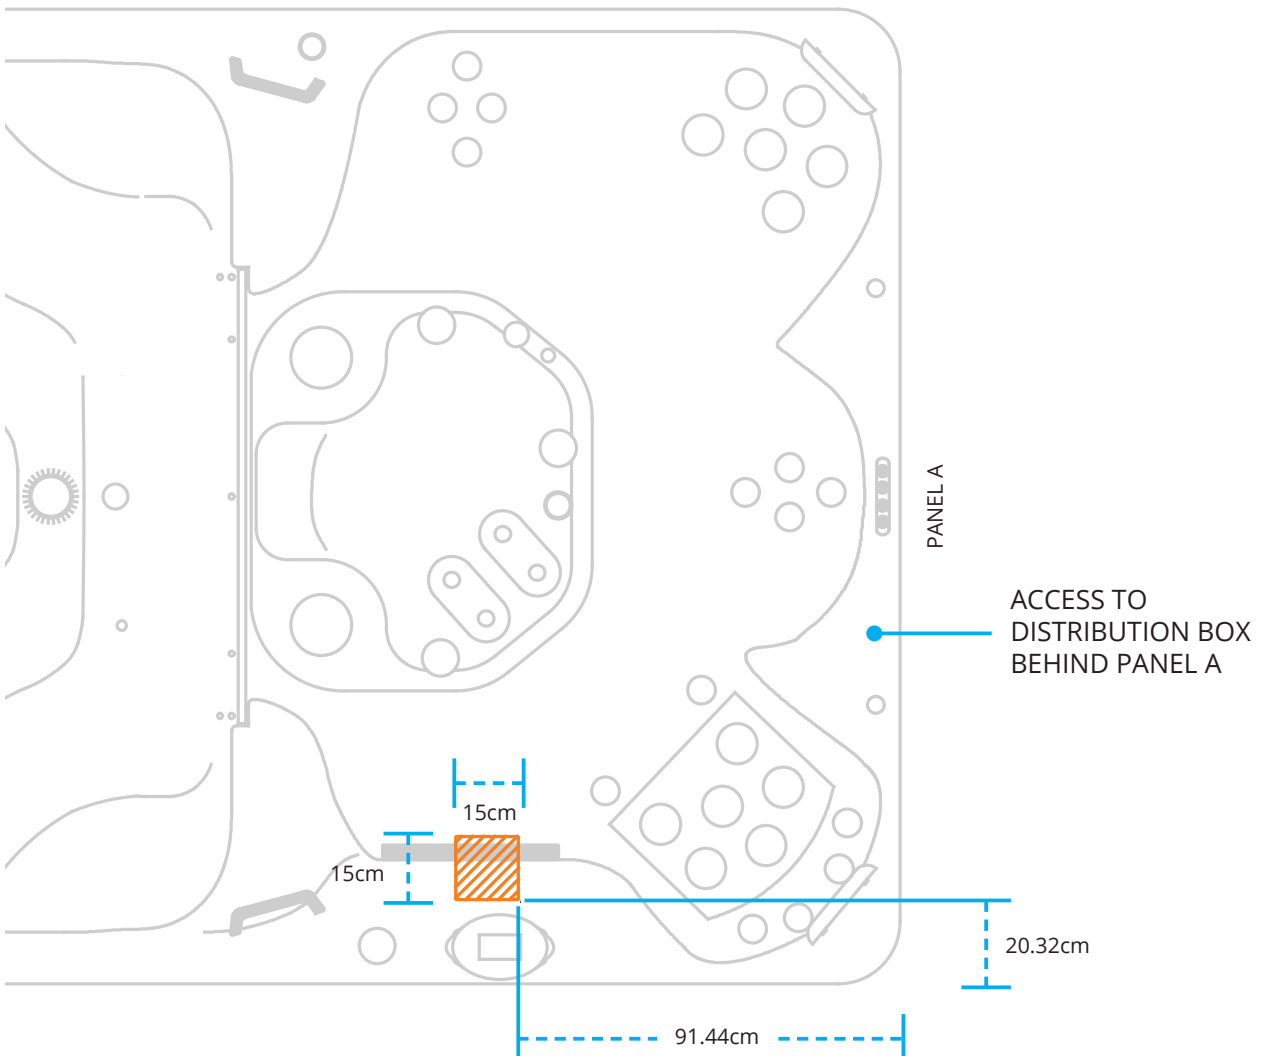 PANEL A
ACCESS TO
DISTRIBUTION BOX
BEHIND PANEL A
15cm
15cm
20.32cm
91.44cm